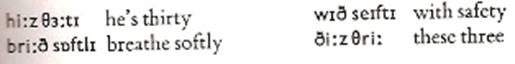 hiːz θɜːtɪ he's thirty
briːð sɒftlɪ breathe softly
wɪð seɪftɪ with safety
ðiːz θriː these three